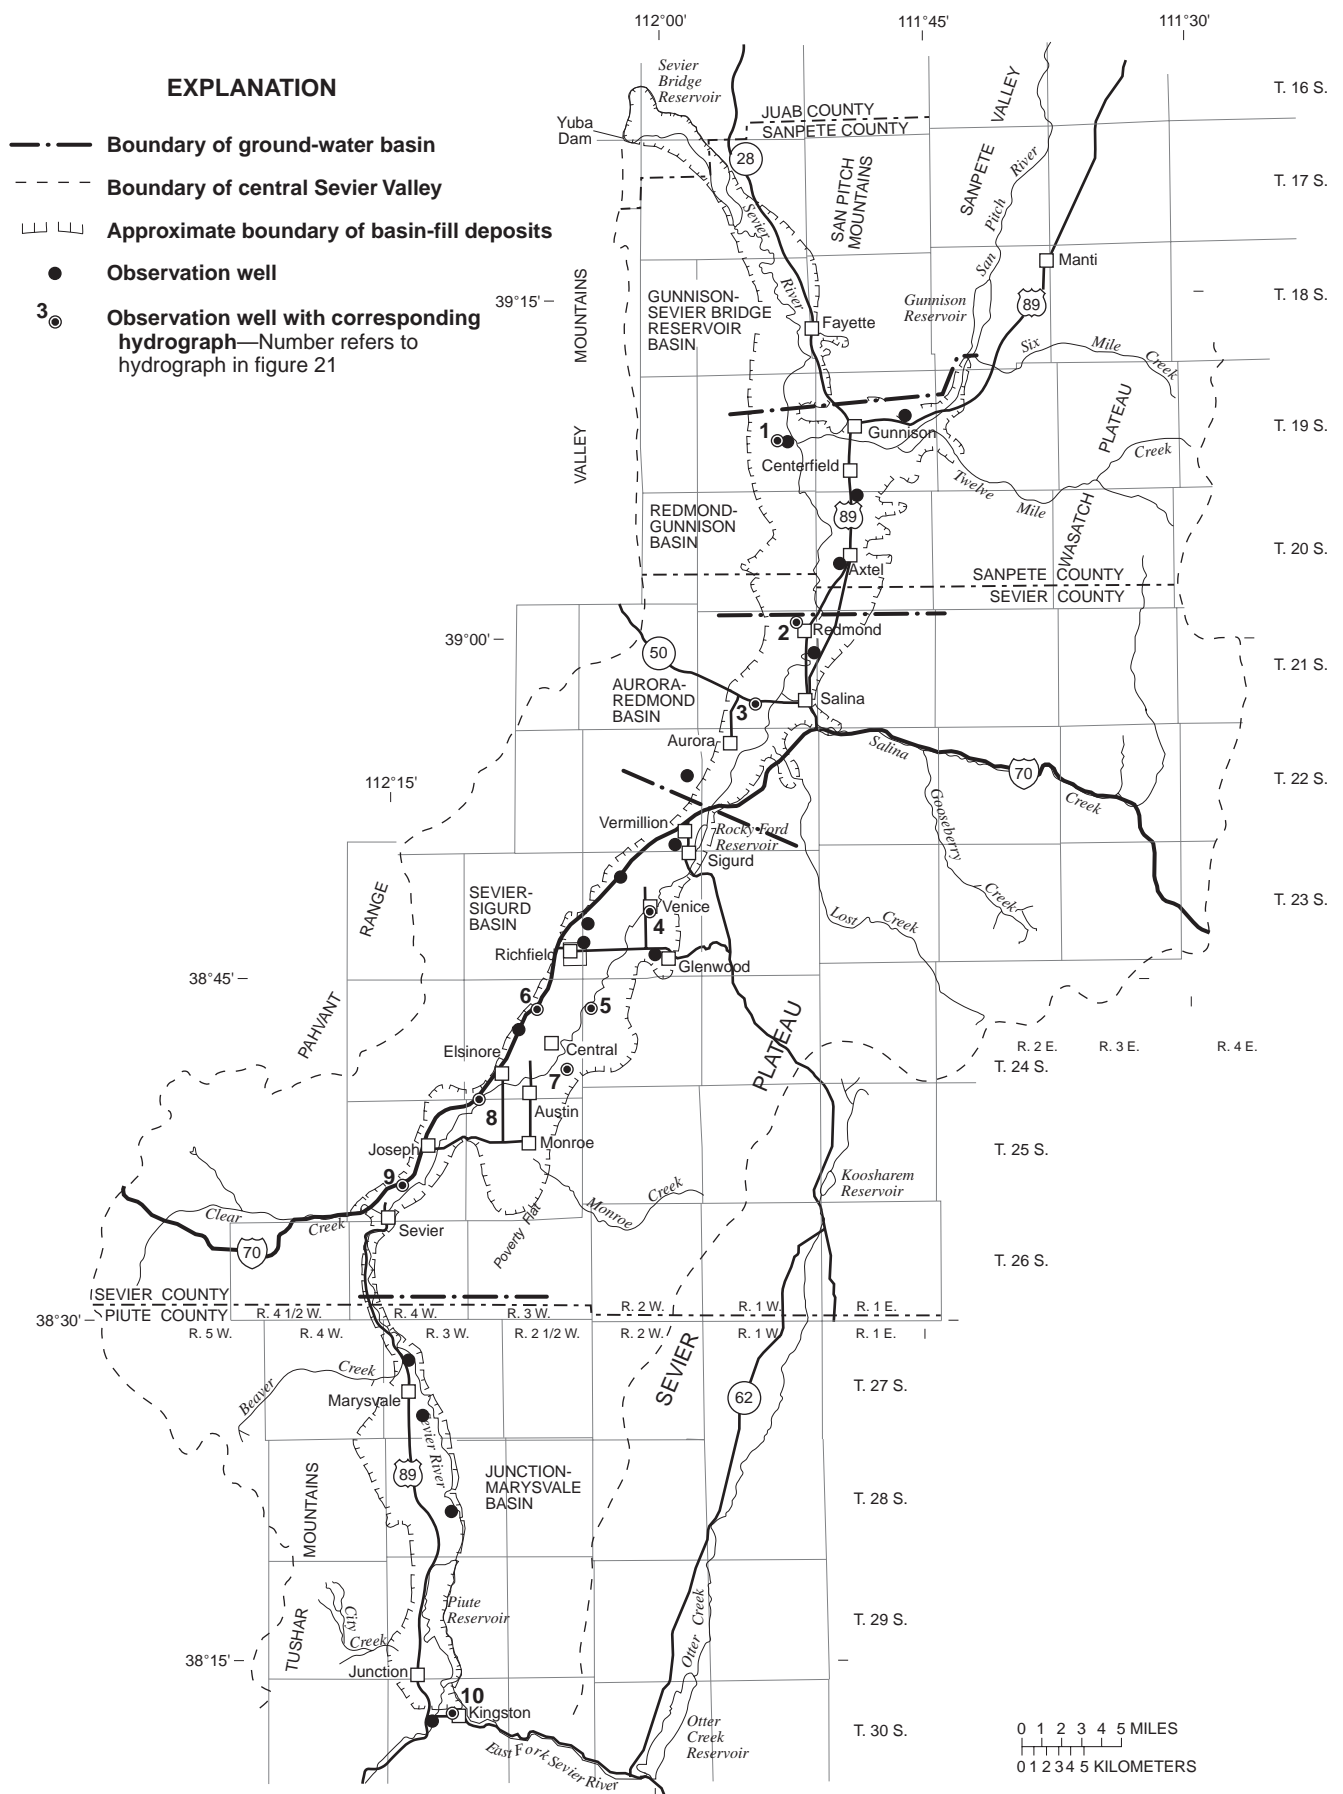 112°00'
111°45'
111°30'
EXPLANATION
Boundary of ground-water basin
Boundary of central Sevier Valley
Approximate boundary of basin-fill deposits
Observation well
3
Observation well with corresponding
hydrograph—Number refers to
hydrograph in figure 21
Sevier
Bridge
Reservoir
Yuba
Dam
JUAB COUNTY
SANPETE COUNTY
28
SAN PITCH
MOUNTAINS
SANPETE VALLEY
San Pitch River
T. 16 S.
T. 17 S.
Sevier River
Manti
89
39°15'
T. 18 S.
VALLEY MOUNTAINS
GUNNISON-
SEVIER BRIDGE
RESERVOIR
BASIN
Fayette
Gunnison
Reservoir
Six Mile Creek
1
Gunnison
T. 19 S.
Centerfield
Twelve Mile Creek
WASATCH PLATEAU
REDMOND-
GUNNISON
BASIN
89
Axtel
T. 20 S.
SANPETE COUNTY
SEVIER COUNTY
39°00'
2
Redmond
50
T. 21 S.
AURORA-
REDMOND
BASIN
3
Salina
Aurora
Salina Creek
70
T. 22 S.
112°15'
Vermillion
Rocky Ford
Reservoir
Sigurd
Gooseberry Creek
SEVIER-
SIGURD
BASIN
Venice
4
Lost Creek
T. 23 S.
Richfield
Glenwood
38°45'
PAHVANT RANGE
6
5
Elsinore
Central
7
R. 2 E.
R. 3 E.
R. 4 E.
T. 24 S.
8
Austin
Joseph
Monroe
T. 25 S.
9
Monroe Creek
Koosharem
Reservoir
Clear Creek
Sevier
70
Poverty Flat
T. 26 S.
SEVIER COUNTY
PIUTE COUNTY
R. 4 1/2 W.
R. 4 W.
R. 3 W.
R. 2 W.
R. 1 W.
R. 1 E.
38°30'
R. 5 W.
R. 4 W.
R. 3 W.
R. 2 1/2 W.
R. 2 W.
R. 1 W.
R. 1 E.
Beaver Creek
Marysvale
SEVIER PLATEAU
62
T. 27 S.
Sevier River
89
JUNCTION-
MARYSVALE
BASIN
T. 28 S.
TUSHAR MOUNTAINS
City Creek
Piute
Reservoir
Otter Creek
T. 29 S.
38°15'
Junction
10
Kingston
East Fork Sevier River
Otter
Creek
Reservoir
T. 30 S.
0 1 2 3 4 5 MILES
0 1 2 3 4 5 KILOMETERS